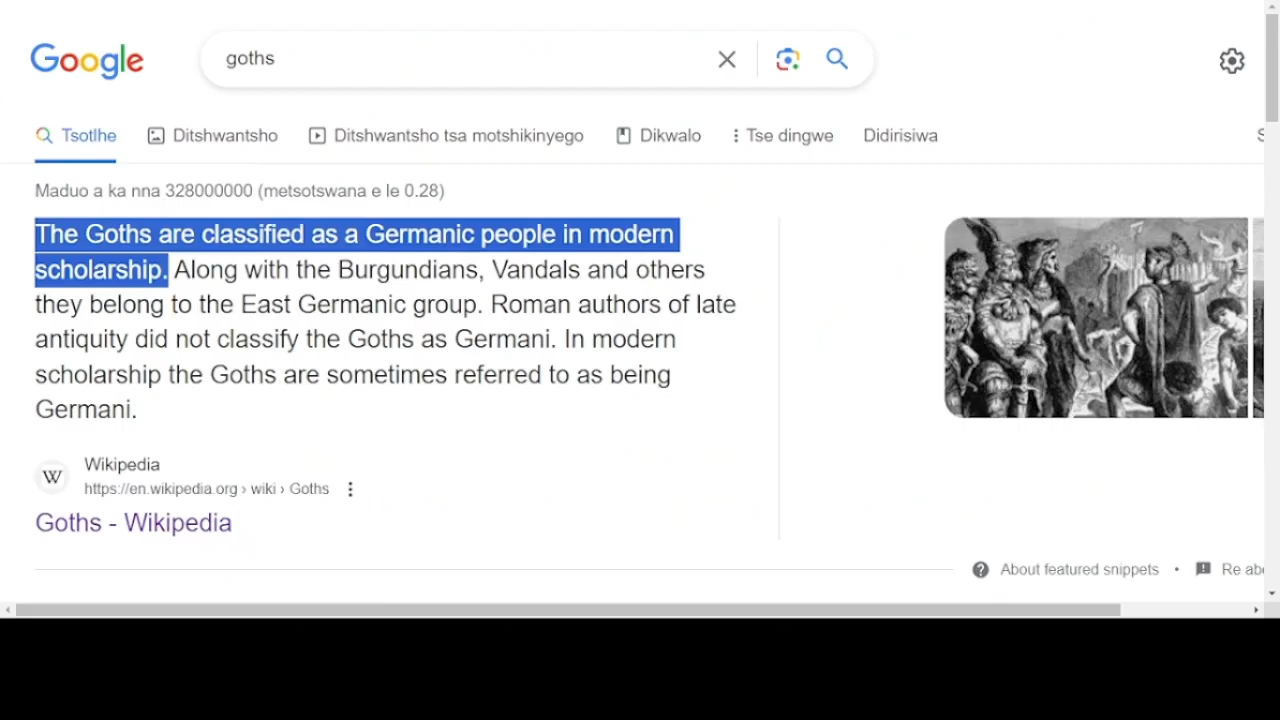 Google
goths
Tsotlhe
Ditshwantsho
Ditshwantsho tsa motshikinyego
Dikwalo
Tse dingwe
Didirisiwa
Maduo a ka nna 328000000 (metsotswana e le 0.28)
The Goths are classified as a Germanic people in modern
scholarship. Along with the Burgundians, Vandals and others
they belong to the East Germanic group. Roman authors of late
antiquity did not classify the Goths as Germani. In modern
scholarship the Goths are sometimes referred to as being
Germani.
W
Wikipedia
https://en.wikipedia.org › wiki › Goths
Goths - Wikipedia
About featured snippets • Re